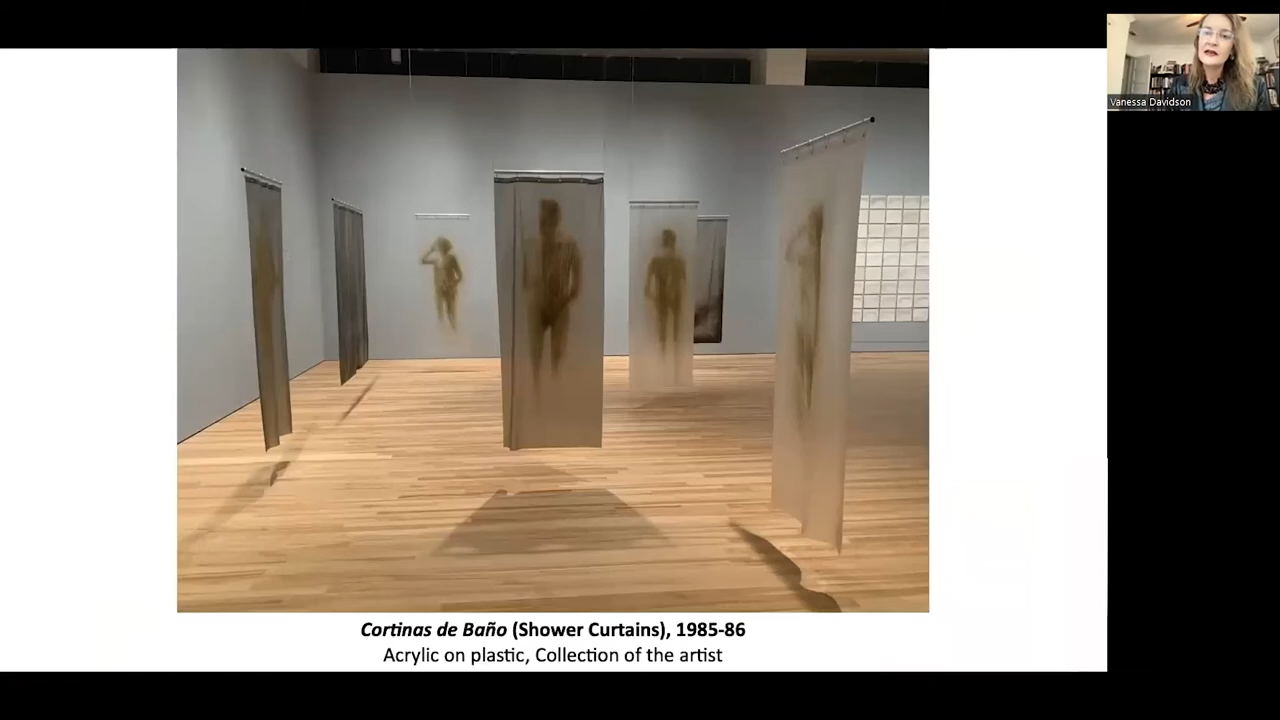 Vanessa Davidson
Cortinas de Baño (Shower Curtains), 1985-86
Acrylic on plastic, Collection of the artist